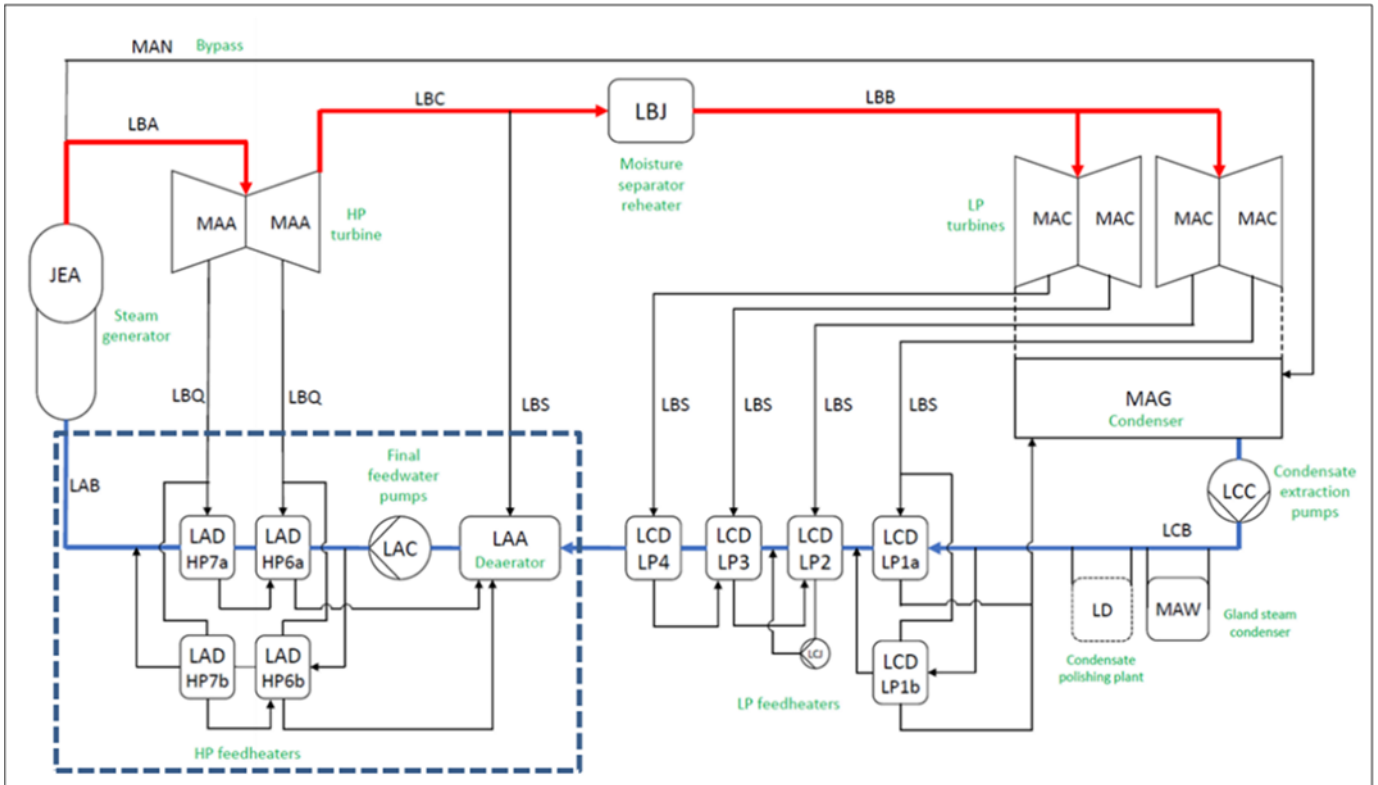 MAN Bypass
LBA
LBC
LBJ
LBB
Moisture
separator
reheater
MAA
MAA
HP
turbine
LP
turbines
MAC
MAC
MAC
MAC
JEA
Steam
generator
LBQ
LBQ
LBS
LBS
LBS
LBS
LBS
MAG
Condenser
LAB
Final
feedwater
pumps
LCC
Condensate
extraction
pumps
LCB
LAD
HP7a
LAD
HP6a
LAC
LAA
Deaerator
LCD
LP4
LCD
LP3
LCD
LP2
LCD
LP1a
LD
MAW
Gland steam
condenser
Condensate
polishing plant
LAD
HP7b
LAD
HP6b
LCJ
LCD
LP1b
LP feedheaters
HP feedheaters